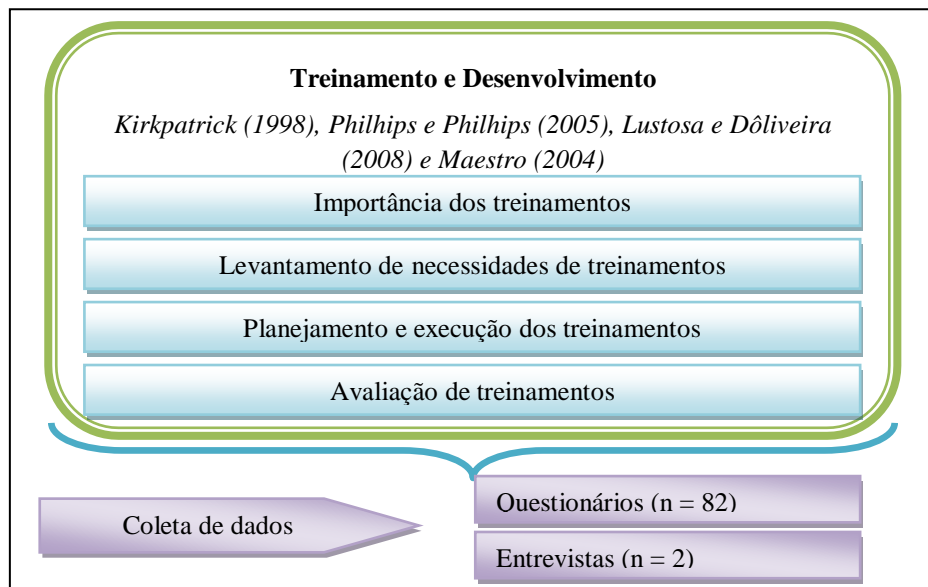 Treinamento e Desenvolvimento
Kirkpatrick (1998), Philhips e Philhips (2005), Lustosa e Dôliveira
(2008) e Maestro (2004)
Importância dos treinamentos
Levantamento de necessidades de treinamentos
Planejamento e execução dos treinamentos
Avaliação de treinamentos
Coleta de dados
Questionários (n = 82)
Entrevistas (n = 2)